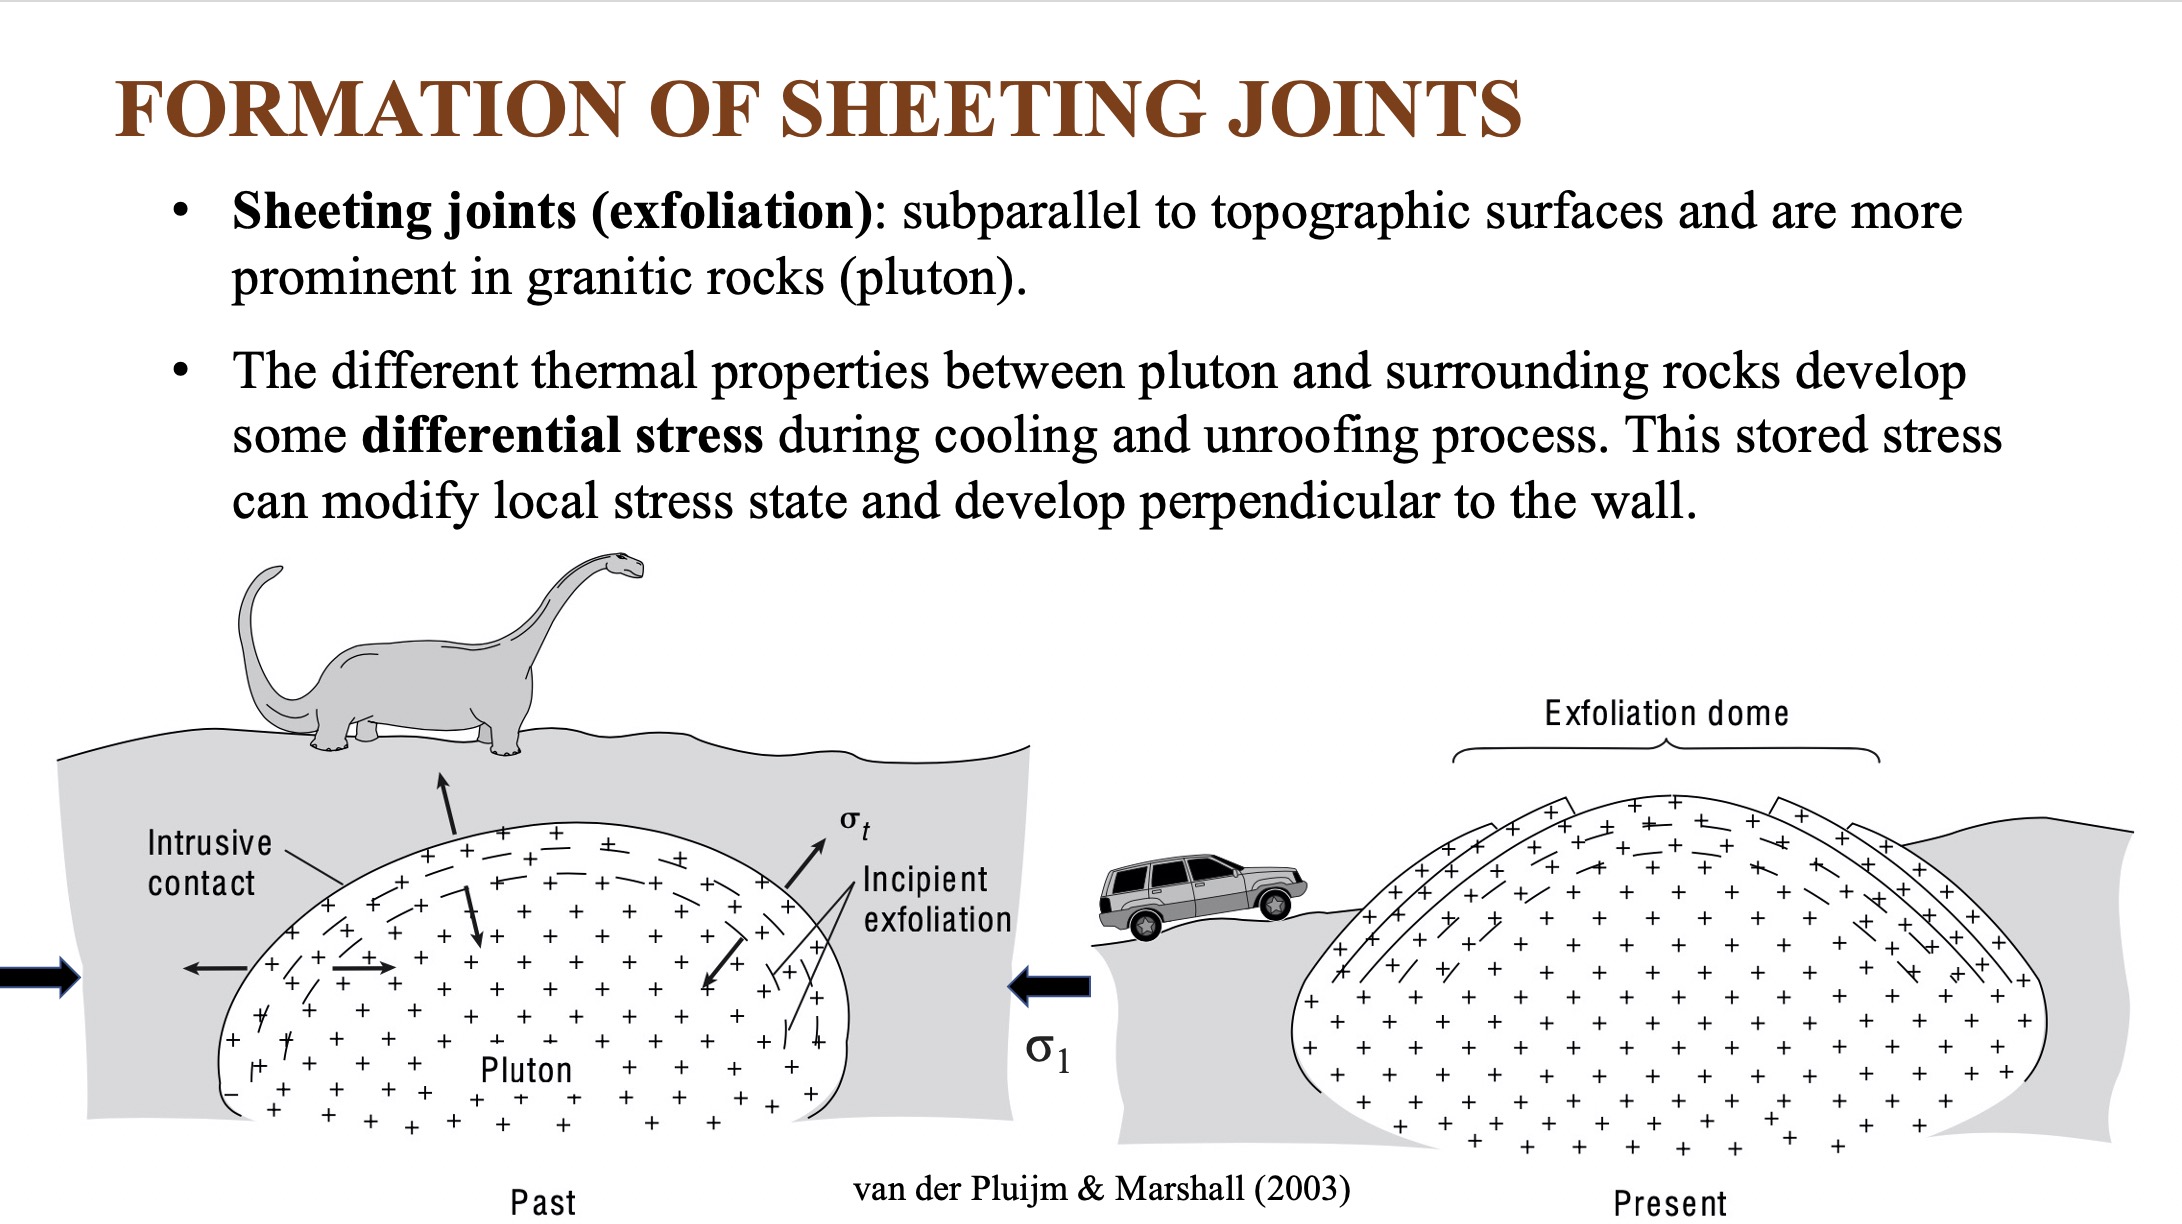 FORMATION OF SHEETING JOINTS
• Sheeting joints (exfoliation): subparallel to topographic surfaces and are more
prominent in granitic rocks (pluton).
• The different thermal properties between pluton and surrounding rocks develop
some differential stress during cooling and unroofing process. This stored stress
can modify local stress state and develop perpendicular to the wall.
Exfoliation dome
Intrusive
contact
σt
Incipient
exfoliation
σ1
Pluton
Past
van der Pluijm & Marshall (2003)
Present